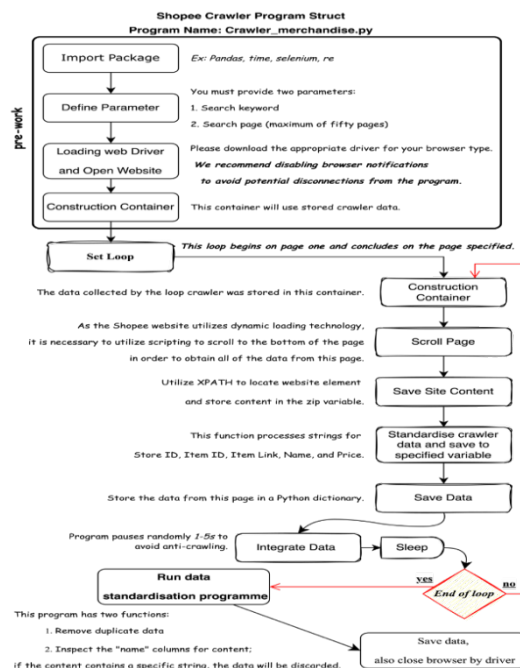 Shopee Crawler Program Struct
Program Name: Crawler_merchandise.py
pre-work
Import Package
Ex: Pandas, time, selenium, re
Define Parameter
You must provide two parameters:
1. Search keyword
2. Search page (maximum of fifty pages)
Loading web Driver
and Open Website
Please download the appropriate driver for your browser type.
We recommend disabling browser notifications
to avoid potential disconnections from the program.
Construction Container
This container will use stored crawler data.
Set Loop
This loop begins on page one and concludes on the page specified.
The data collected by the loop crawler was stored in this container.
Construction
Container
As the Shopee website utilizes dynamic loading technology,
it is necessary to utilize scripting to scroll to the bottom of the page
in order to obtain all of the data from this page.
Scroll Page
Utilize XPATH to locate website element
and store content in the zip variable.
Save Site Content
This function processes strings for
Store ID, Item ID, Item Link, Name, and Price.
Standardise crawler
data and save to
specified variable
Store the data from this page in a Python dictionary.
Save Data
Program pauses randomly 1-5s to
avoid anti-crawling.
Integrate Data
Sleep
Run data
standardisation programme
yes
End of loop
no
This program has two functions:
1. Remove duplicate data
2. Inspect the "name" columns for content;
if the content contains a specific string, the data will be discarded.
Save data,
also close browser by driver